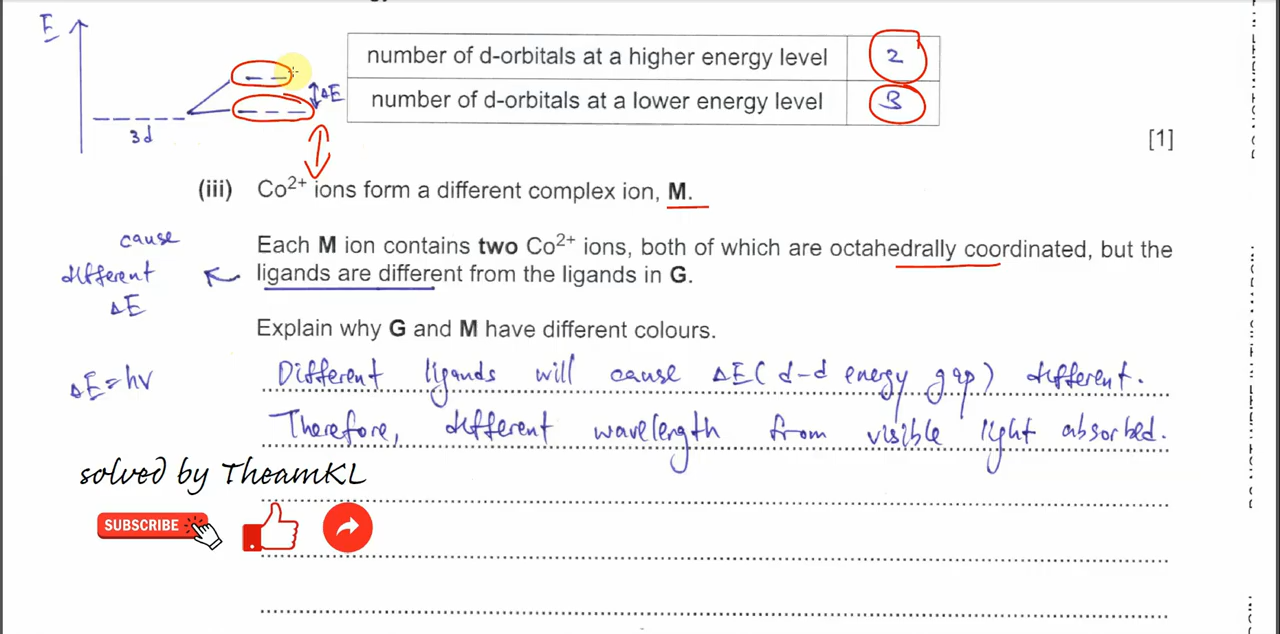 E
number of d-orbitals at a higher energy level 2
ΔE
number of d-orbitals at a lower energy level 3
3d
[1]
(iii) Co2+ ions form a different complex ion, M.
cause
different
ΔE
Each M ion contains two Co2+ ions, both of which are octahedrally coordinated, but the
ligands are different from the ligands in G.
Explain why G and M have different colours.
ΔE = hv
Different ligands will cause ΔE (d-d energy gap) different.
Therefore, different wavelength from visible light absorbed.
solved by TheamKL
SUBSCRIBE